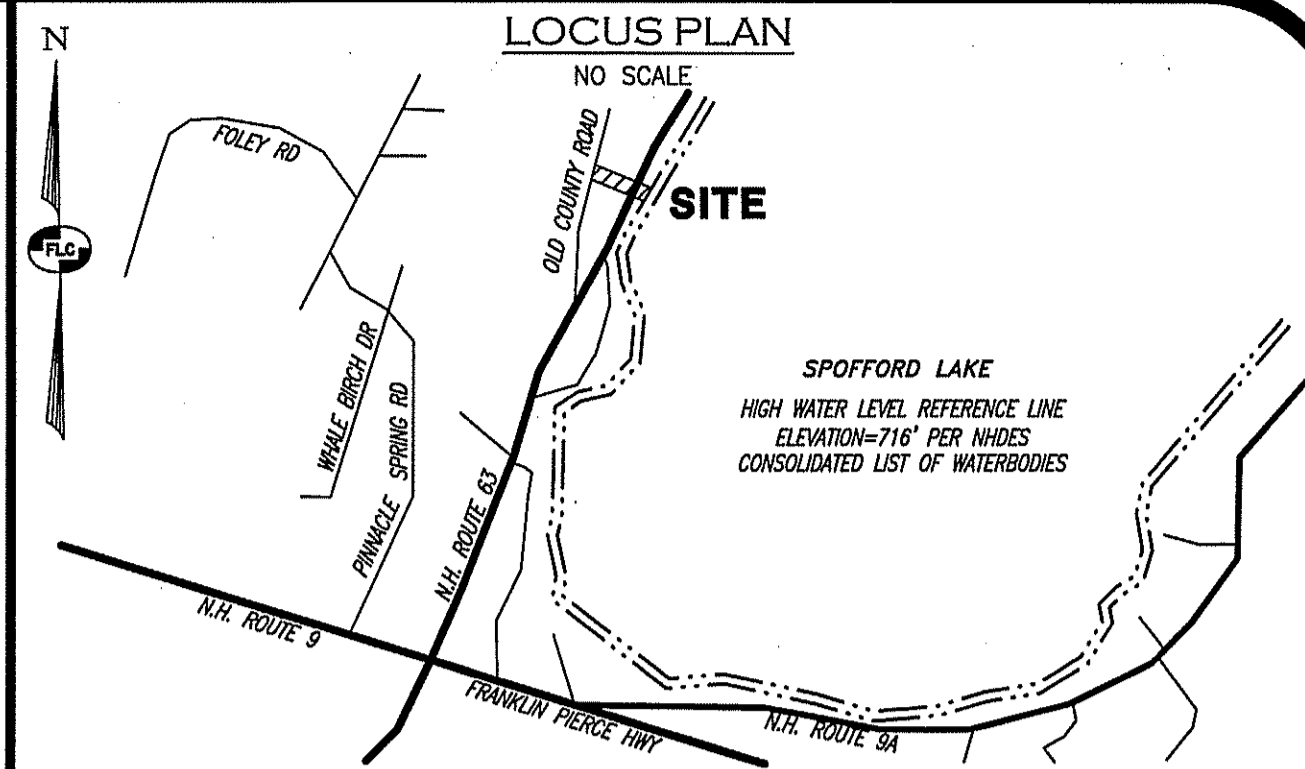 LOCUS PLAN
NO SCALE
N
FLC
FOLEY RD
OLD COUNTY ROAD
SITE
WHALE BIRCH DR
PINNACLE SPRING RD
N.H. ROUTE 63
SPOFFORD LAKE
HIGH WATER LEVEL REFERENCE LINE
ELEVATION=716' PER NHDES
CONSOLIDATED LIST OF WATERBODIES
N.H. ROUTE 9
FRANKLIN PIERCE HWY
N.H. ROUTE 9A